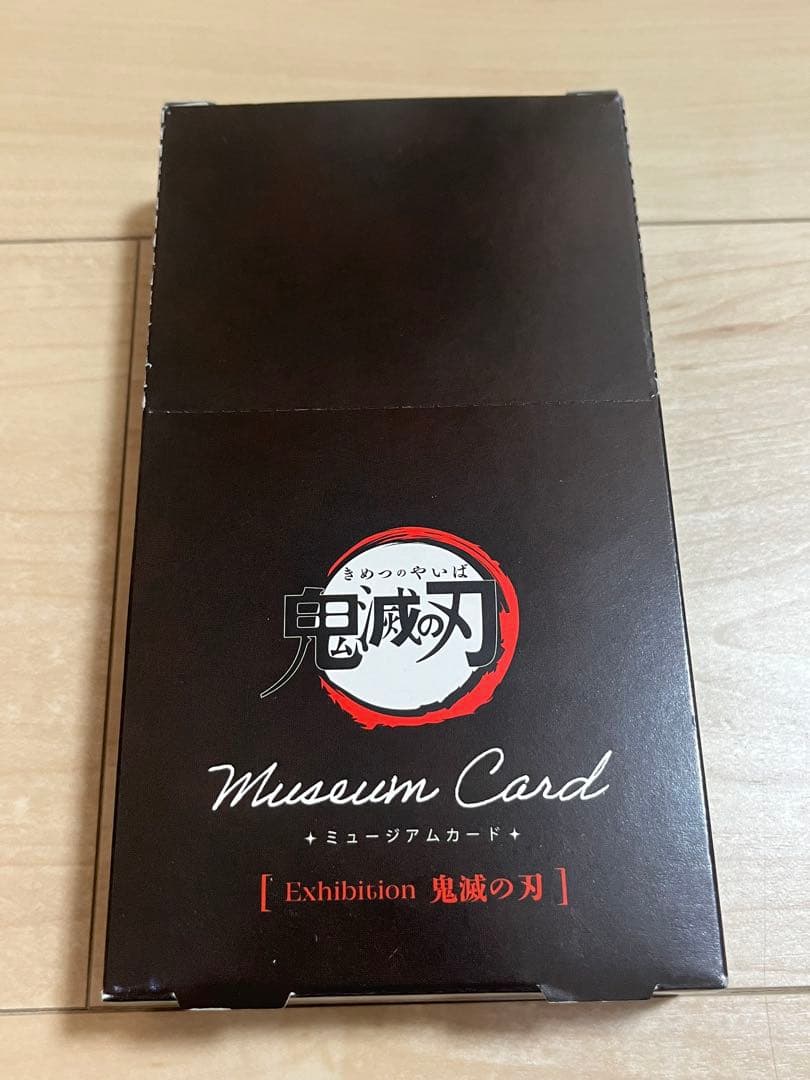 きめつのやいば
鬼滅の刃
Museum Card
ミュージアムカード
[ Exhibition 鬼滅の刃 ]